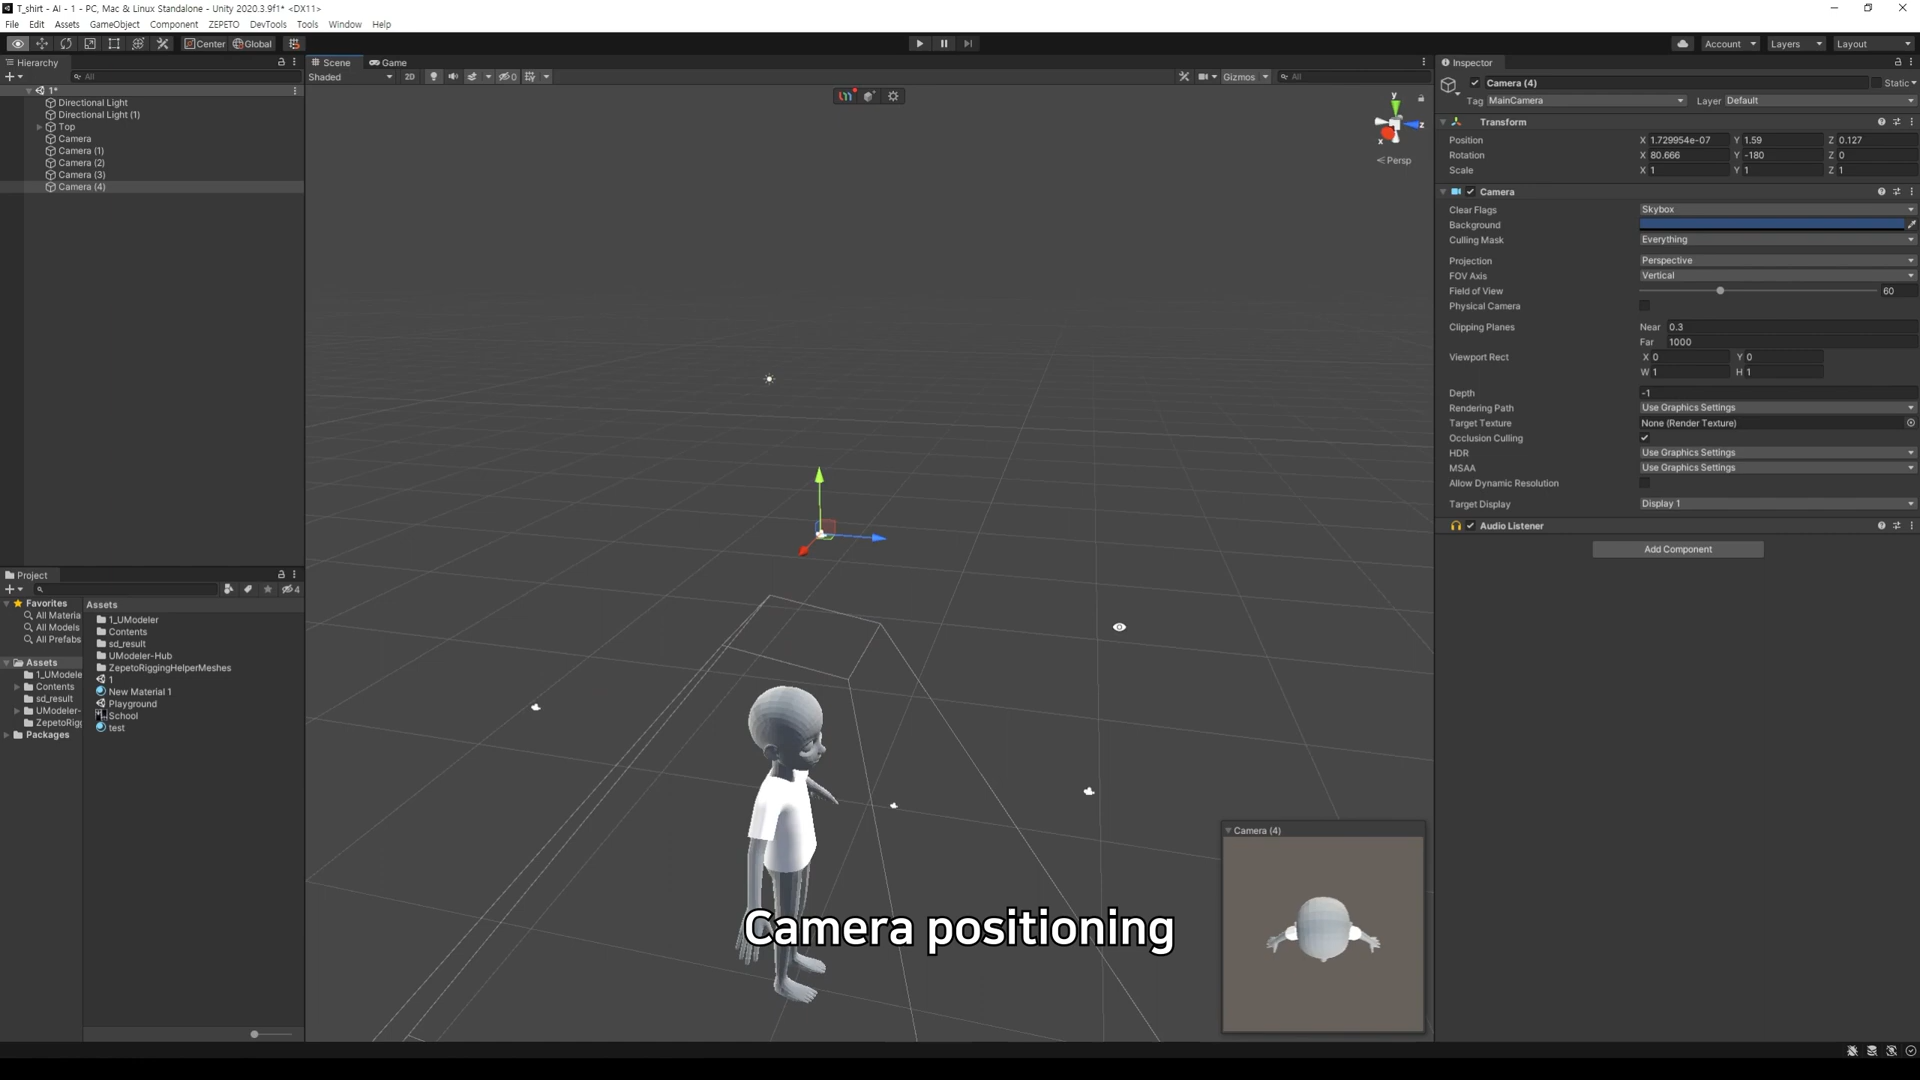 T_shirt - AI - 1 - PC, Mac & Linux Standalone - Unity 2020.3.9f1* <DX11>
File Edit Assets GameObject Component ZEPETO DevTools Tools Window Help
Center Global Account Layers Layout
Hierarchy
All
1*
Directional Light
Directional Light (1)
Top
Camera
Camera (1)
Camera (2)
Camera (3)
Camera (4)
Scene Game
Shaded 2D 0 Gizmos All
y
z
x
Persp
Camera positioning
Camera (4)
Project
4
Favorites
All Materia
All Models
All Prefabs
Assets
1_UModele
Contents
sd_result
UModeler-
ZepetoRigg
Packages
Assets
1_UModeler
Contents
sd_result
UModeler-Hub
ZepetoRiggingHelperMeshes
1
New Material 1
Playground
School
test
Inspector
Camera (4) Static
Tag MainCamera Layer Default
Transform
Position X 1.729954e-07 Y 1.59 Z 0.127
Rotation X 80.666 Y -180 Z 0
Scale X 1 Y 1 Z 1
Camera
Clear Flags Skybox
Background
Culling Mask Everything
Projection Perspective
FOV Axis Vertical
Field of View 60
Physical Camera
Clipping Planes Near 0.3
Far 1000
Viewport Rect X 0 Y 0
W 1 H 1
Depth -1
Rendering Path Use Graphics Settings
Target Texture None (Render Texture)
Occlusion Culling
HDR Use Graphics Settings
MSAA Use Graphics Settings
Allow Dynamic Resolution
Target Display Display 1
Audio Listener
Add Component